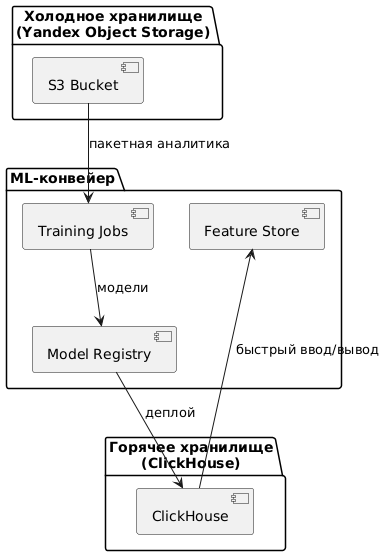 Холодное хранилище
(Yandex Object Storage)
S3 Bucket
пакетная аналитика
ML-конвейер
Training Jobs
Feature Store
модели
Model Registry
быстрый ввод/вывод
деплой
Горячее хранилище
(ClickHouse)
ClickHouse